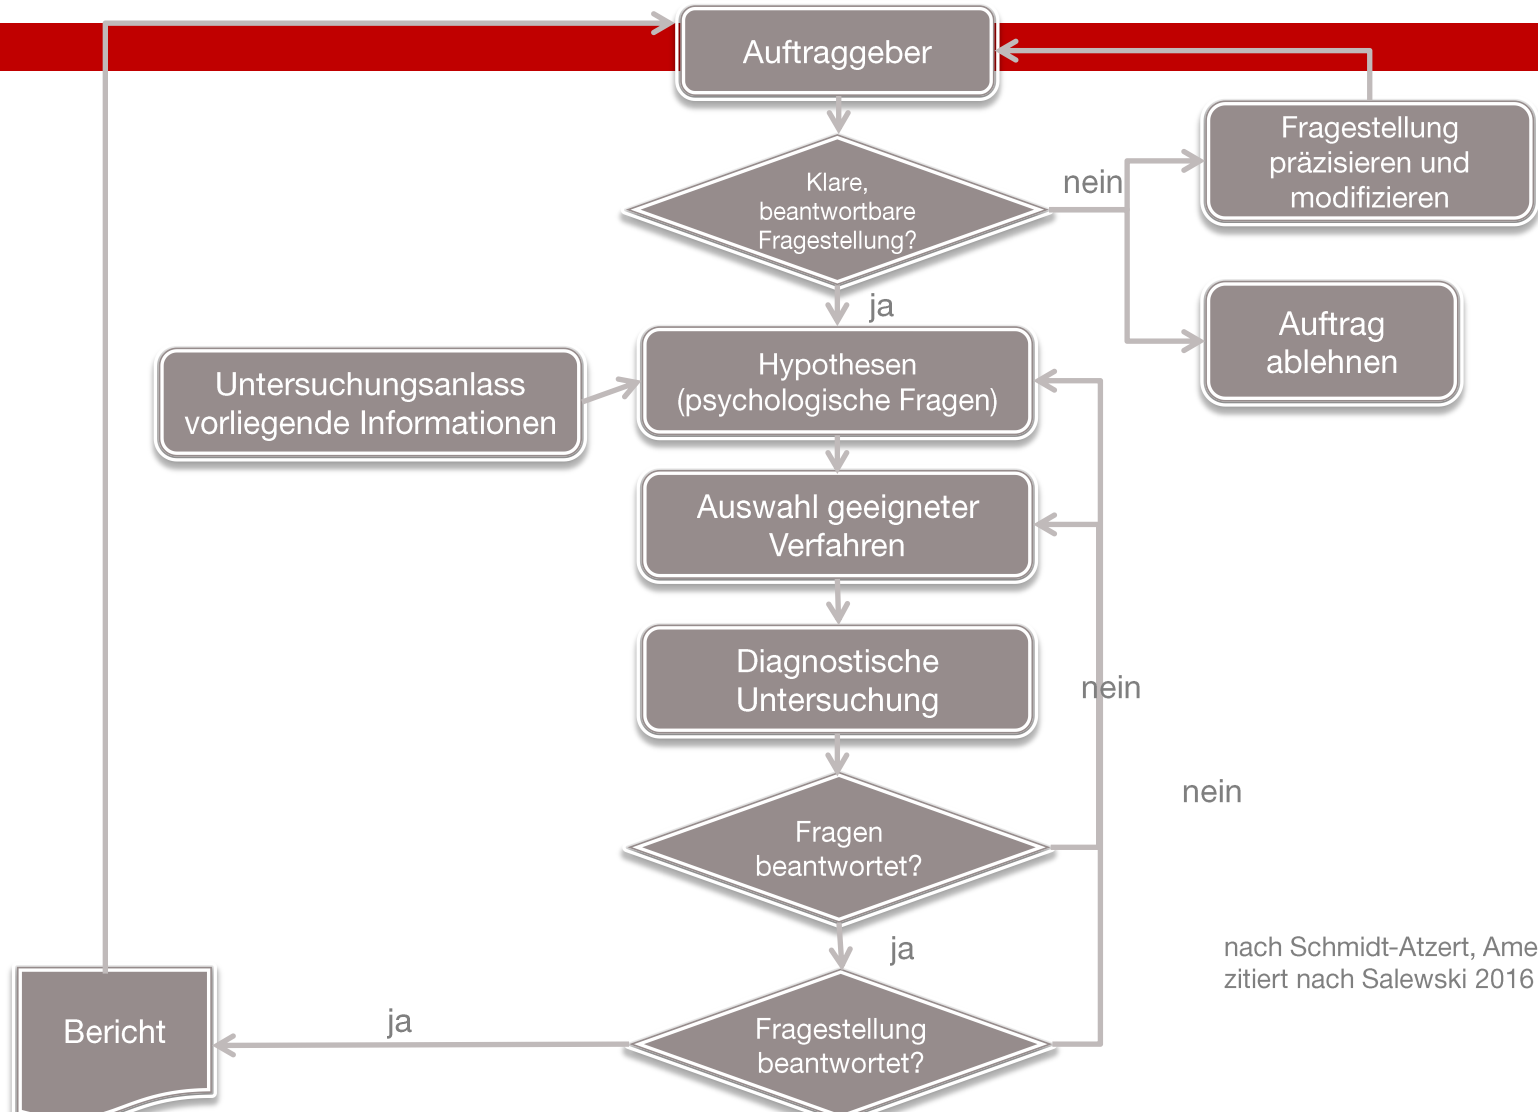 Auftraggeber
Klare,
beantwortbare
Fragestellung?
nein
Fragestellung
präzisieren und
modifizieren
Auftrag
ablehnen
ja
Untersuchungsanlass
vorliegende Informationen
Hypothesen
(psychologische Fragen)
Auswahl geeigneter
Verfahren
Diagnostische
Untersuchung
nein
nein
Fragen
beantwortet?
ja
nach Schmidt-Atzert, Ame
zitiert nach Salewski 2016
Fragestellung
beantwortet?
ja
Bericht